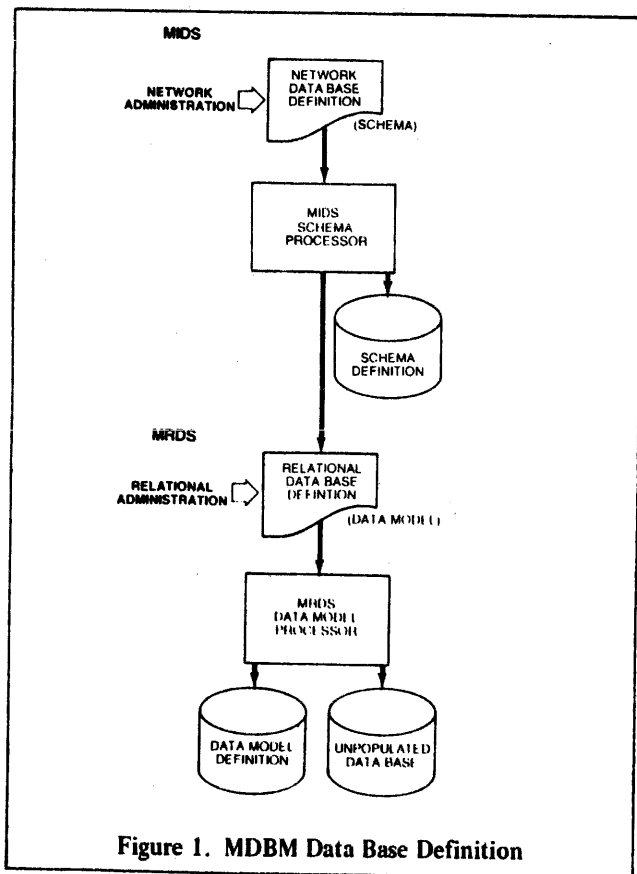 MIDS
NETWORK
ADMINISTRATION
NETWORK
DATA BASE
DEFINITION
(SCHEMA)
MIDS
SCHEMA
PROCESSOR
SCHEMA
DEFINITION
MRDS
RELATIONAL
ADMINISTRATION
RELATIONAL
DATA BASE
DEFINTION
(DATA MODEL)
MRDS
DATA MODEL
PROCESSOR
DATA MODEL
DEFINITION
UNPOPULATED
DATA BASE
Figure 1. MDBM Data Base Definition